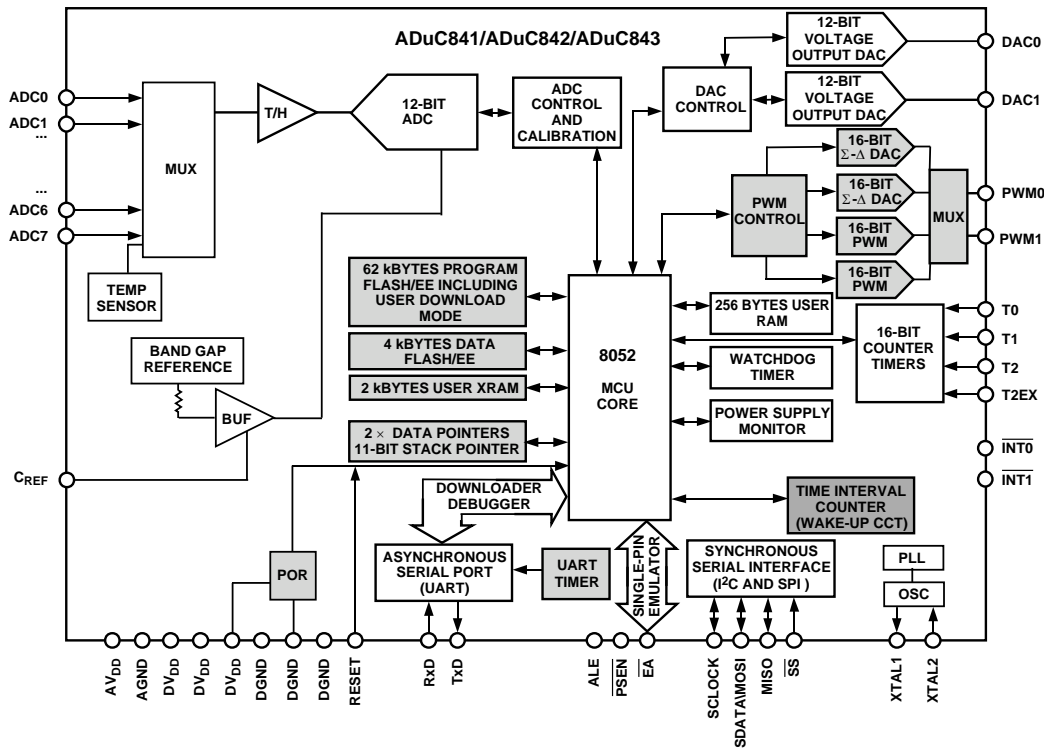 ADuC841/ADuC842/ADuC843
ADC0
ADC1
...
...
ADC6
ADC7
MUX
T/H
12-BIT
ADC
ADC
CONTROL
AND
CALIBRATION
DAC
CONTROL
12-BIT
VOLTAGE
OUTPUT DAC
DAC0
12-BIT
VOLTAGE
OUTPUT DAC
DAC1
16-BIT
Σ-Δ DAC
16-BIT
Σ-Δ DAC
16-BIT
PWM
16-BIT
PWM
PWM
CONTROL
MUX
PWM0
PWM1
TEMP
SENSOR
BAND GAP
REFERENCE
BUF
CREF
62 kBYTES PROGRAM
FLASH/EE INCLUDING
USER DOWNLOAD
MODE
4 kBYTES DATA
FLASH/EE
2 kBYTES USER XRAM
2 × DATA POINTERS
11-BIT STACK POINTER
8052
MCU
CORE
256 BYTES USER
RAM
WATCHDOG
TIMER
POWER SUPPLY
MONITOR
16-BIT
COUNTER
TIMERS
T0
T1
T2
T2EX
INT0
INT1
TIME INTERVAL
COUNTER
(WAKE-UP CCT)
DOWNLOADER
DEBUGGER
POR
ASYNCHRONOUS
SERIAL PORT
(UART)
UART
TIMER
SINGLE-PIN
EMULATOR
SYNCHRONOUS
SERIAL INTERFACE
(I²C AND SPI )
PLL
OSC
AVDD
AGND
DVDD
DVDD
DVDD
DGND
DGND
DGND
RESET
RxD
TxD
ALE
PSEN
EA
SCLOCK
SDATA\MOSI
MISO
SS
XTAL1
XTAL2